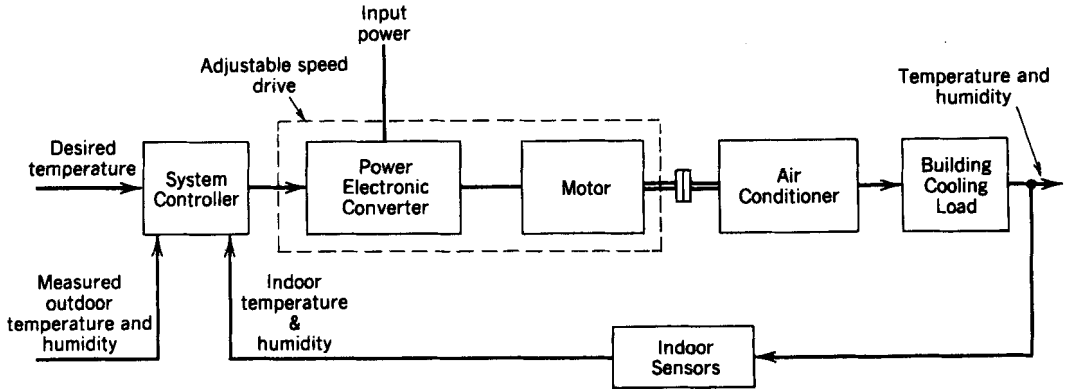 Input
power
Adjustable speed
drive
Temperature and
humidity
Desired
temperature
System
Controller
Power
Electronic
Converter
Motor
Air
Conditioner
Building
Cooling
Load
Measured
outdoor
temperature and
humidity
Indoor
temperature
&
humidity
Indoor
Sensors